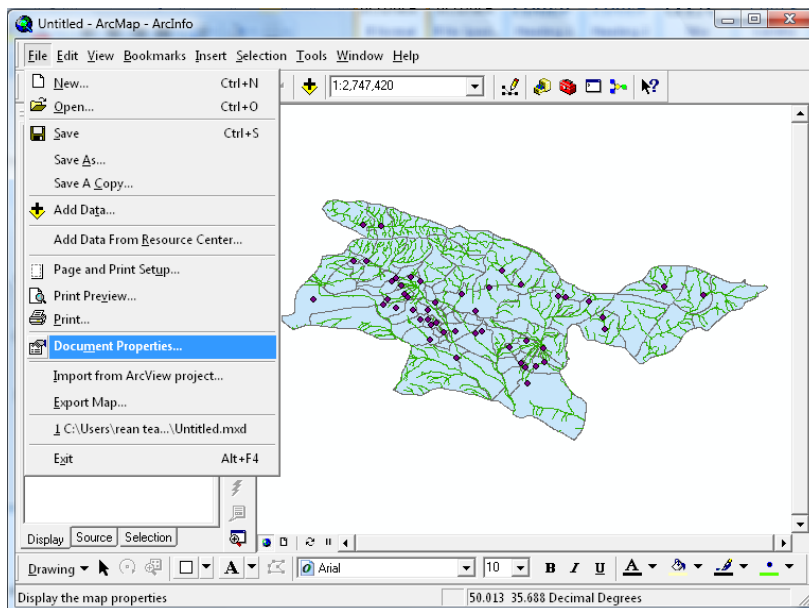 Untitled - ArcMap - ArcInfo
File Edit View Bookmarks Insert Selection Tools Window Help
New... Ctrl+N
1:2,747,420
Open... Ctrl+O
Save Ctrl+S
Save As...
Save A Copy...
Add Data...
Add Data From Resource Center...
Page and Print Setup...
Print Preview...
Print...
Document Properties...
Import from ArcView project...
Export Map...
1 C:\Users\rean tea...\Untitled.mxd
Exit Alt+F4
Display Source Selection
Drawing A Arial 10 B I U A
Display the map properties 50.013 35.688 Decimal Degrees